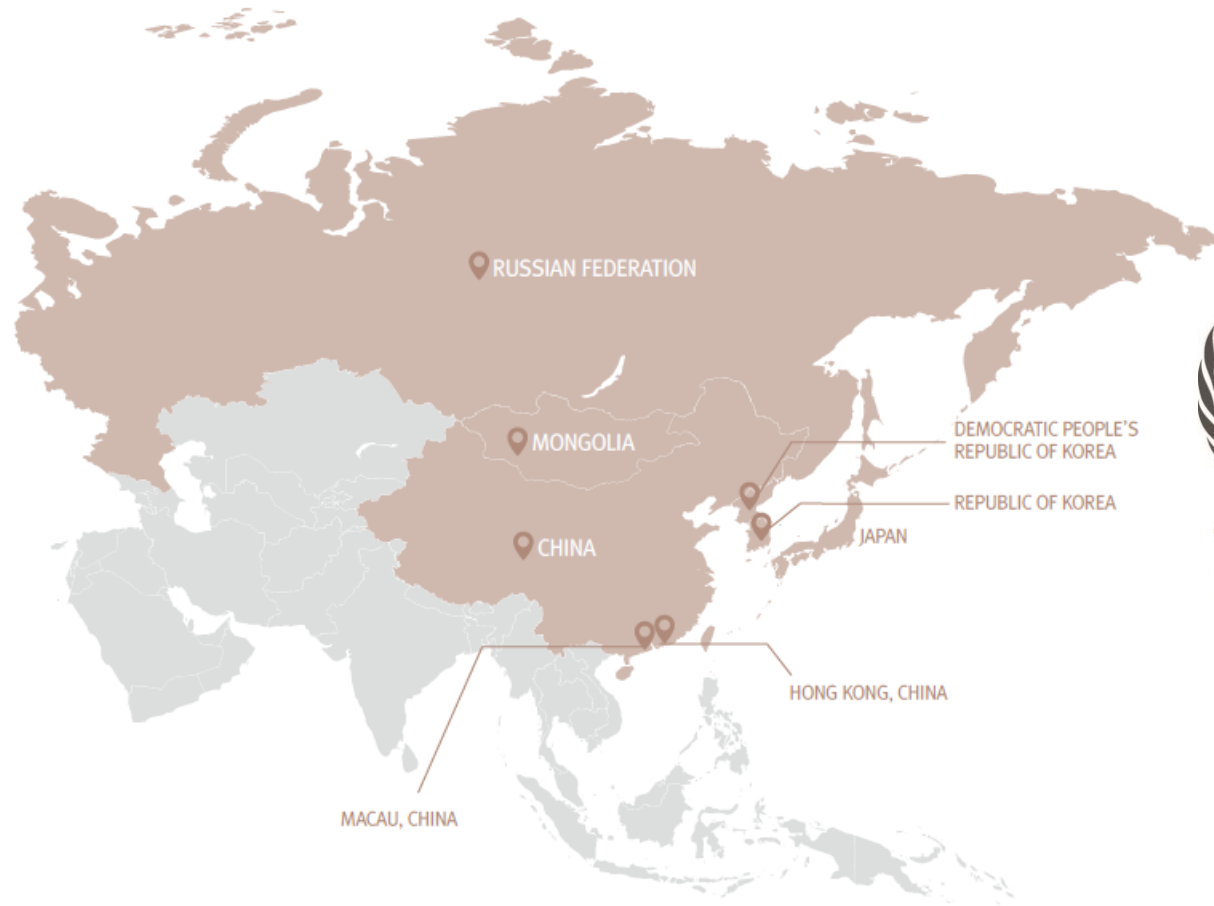 RUSSIAN FEDERATION
MONGOLIA
DEMOCRATIC PEOPLE'S
REPUBLIC OF KOREA
REPUBLIC OF KOREA
JAPAN
CHINA
HONG KONG, CHINA
MACAU, CHINA